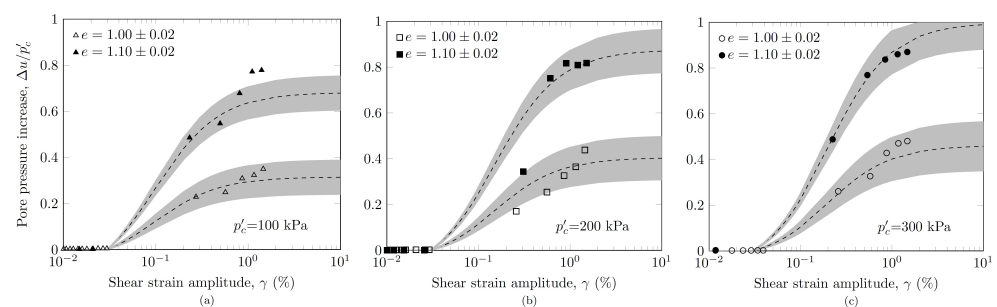 Pore pressure increase, Δu/p′c
1
0.8
0.6
0.4
0.2
0
e = 1.00 ± 0.02
e = 1.10 ± 0.02
p′c=100 kPa
10−2 10−1 100 101
Shear strain amplitude, γ (%)
(a)
1
0.8
0.6
0.4
0.2
0
e = 1.00 ± 0.02
e = 1.10 ± 0.02
p′c=200 kPa
10−2 10−1 100 101
Shear strain amplitude, γ (%)
(b)
1
0.8
0.6
0.4
0.2
0
e = 1.00 ± 0.02
e = 1.10 ± 0.02
p′c=300 kPa
10−2 10−1 100 101
Shear strain amplitude, γ (%)
(c)